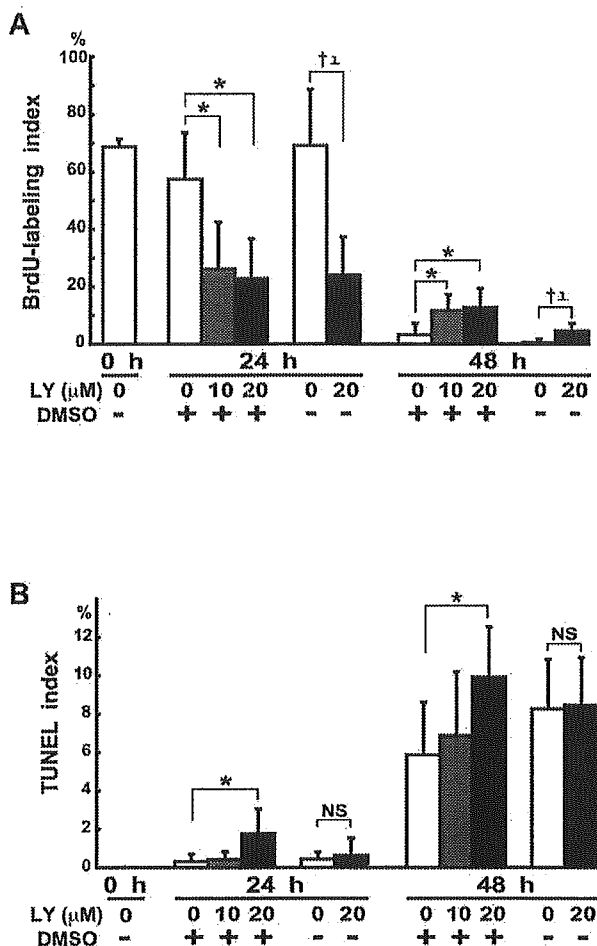 A
%
BrdU-labeling index
100
80
60
40
20
0
*
*
†1
*
*
†1
0 h 24 h 48 h
LY (μM) 0 0 10 20 0 20 0 10 20 0 20
DMSO - + + + - - + + + - -
B
%
TUNEL index
12
10
8
6
4
2
0
*
NS
*
NS
0 h 24 h 48 h
LY (μM) 0 0 10 20 0 20 0 10 20 0 20
DMSO - + + + - - + + + - -